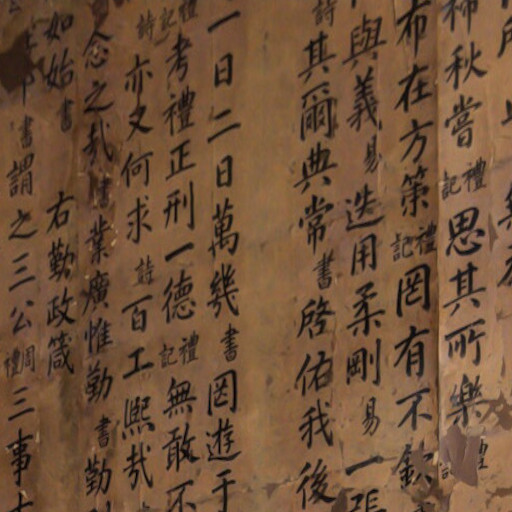 禘秋嘗禮記思其所樂
布在方策禮記罔有不欽
與義易迭用柔剛易一張
詩其爾典常書啓佑我後
一日二日萬幾書罔遊于
禮記考禮正刑一德禮記無敢不
詩亦又何求詩百工熙哉
念之哉書業廣惟勤書勤
如始書 右勤政箴
書謂之三公周禮三事